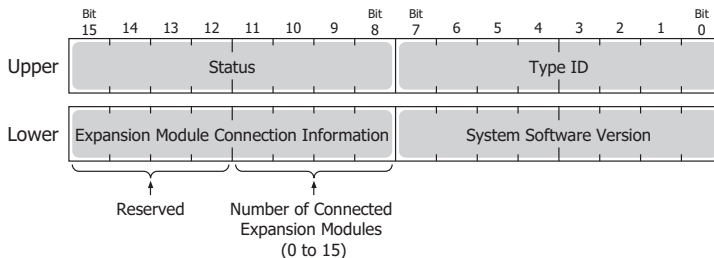 Bit 15 14 13 12 11 10 9 Bit 8 Bit 7 6 5 4 3 2 1 Bit 0
Upper Status Type ID
Lower Expansion Module Connection Information System Software Version
Reserved
Number of Connected
Expansion Modules
(0 to 15)